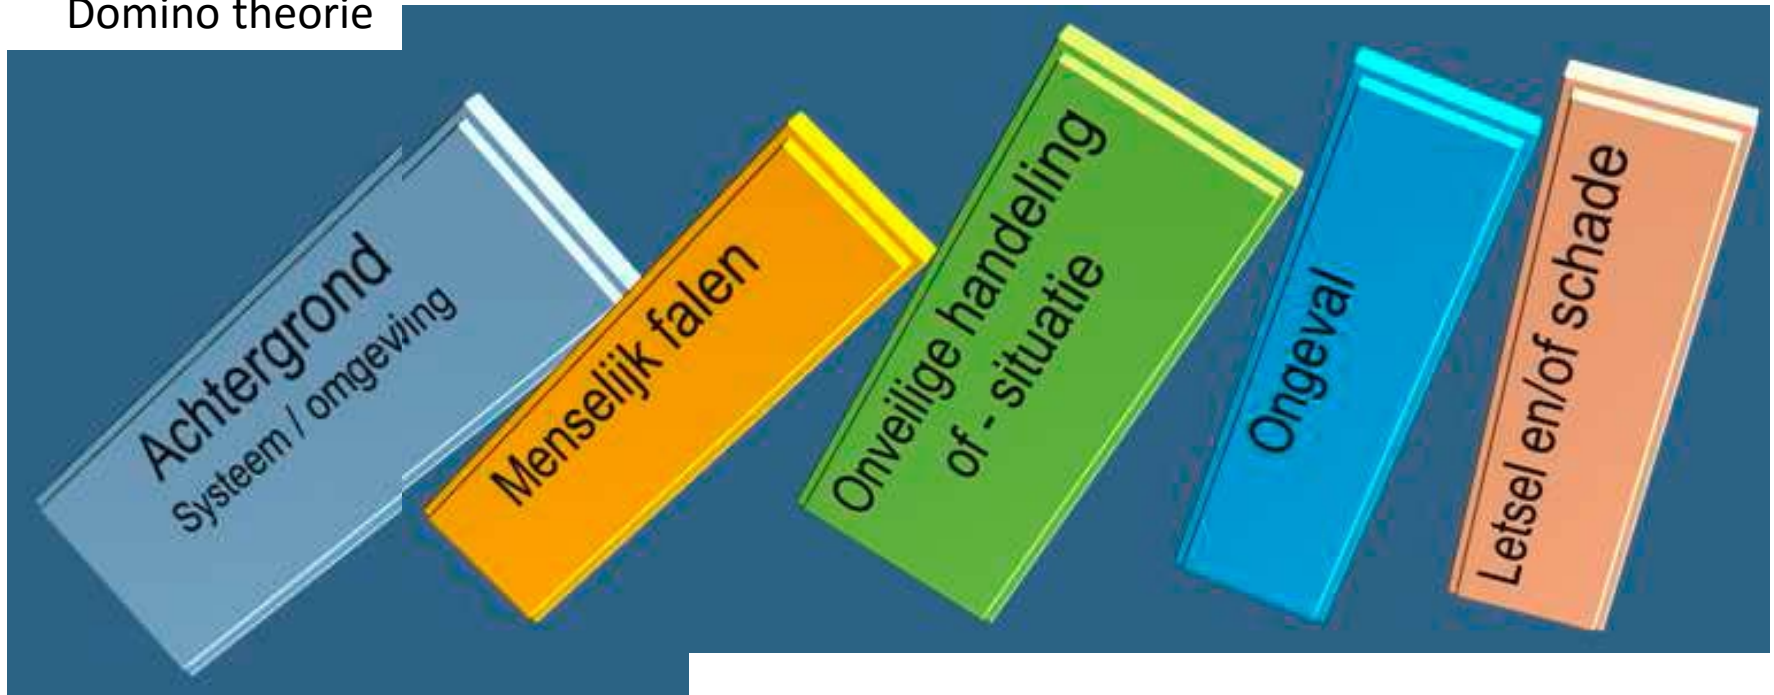 Domino theorie
Achtergrond
Systeem / omgeving
Menselijk falen
Onveilige handeling
of - situatie
Ongeval
Letsel en/of schade